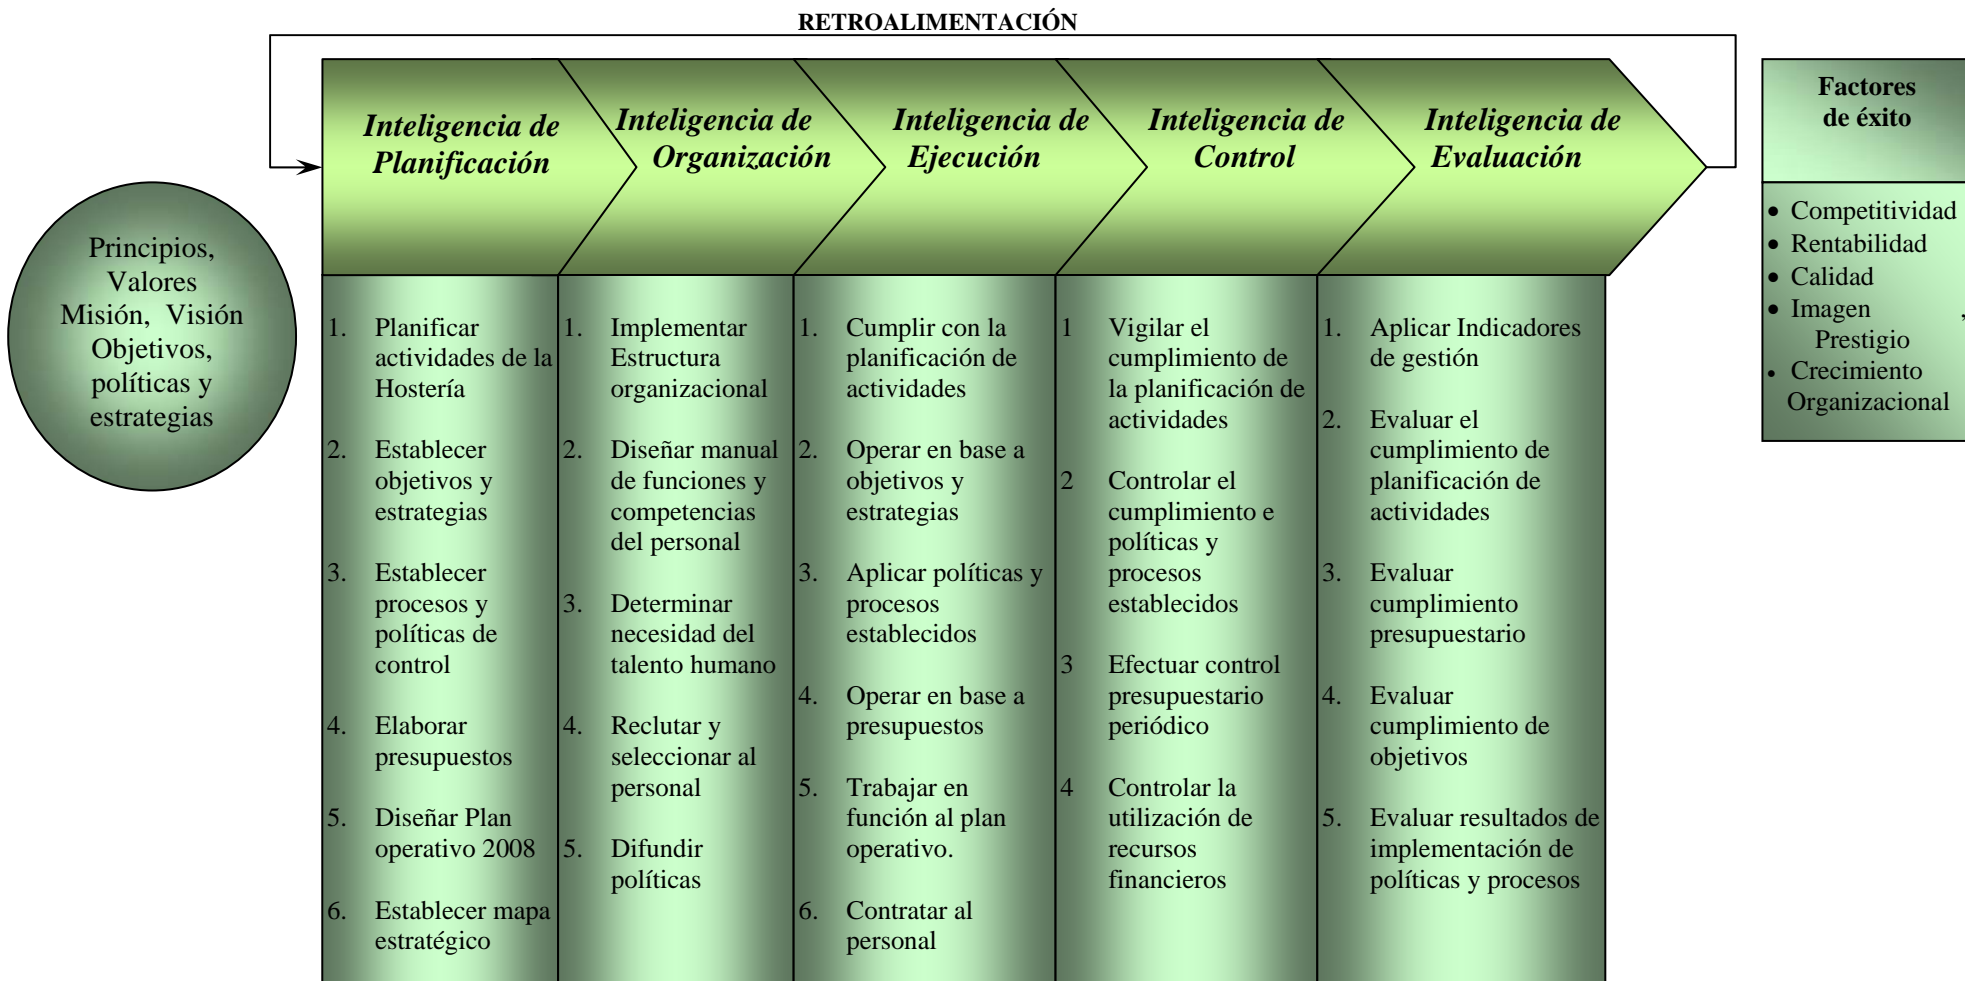 RETROALIMENTACIÓN
Inteligencia de
Planificación
Inteligencia de
Organización
Inteligencia de
Ejecución
Inteligencia de
Control
Inteligencia de
Evaluación
Factores
de éxito
• Competitividad
• Rentabilidad
• Calidad
• Imagen ,
Prestigio
• Crecimiento
Organizacional
Principios,
Valores
Misión, Visión
Objetivos,
políticas y
estrategias
1. Planificar
actividades de la
Hostería
2. Establecer
objetivos y
estrategias
3. Establecer
procesos y
políticas de
control
4. Elaborar
presupuestos
5. Diseñar Plan
operativo 2008
6. Establecer mapa
estratégico
1. Implementar
Estructura
organizacional
2. Diseñar manual
de funciones y
competencias
del personal
3. Determinar
necesidad del
talento humano
4. Reclutar y
seleccionar al
personal
5. Difundir
políticas
1. Cumplir con la
planificación de
actividades
2. Operar en base a
objetivos y
estrategias
3. Aplicar políticas y
procesos
establecidos
4. Operar en base a
presupuestos
5. Trabajar en
función al plan
operativo.
6. Contratar al
personal
1 Vigilar el
cumplimiento de
la planificación de
actividades
2 Controlar el
cumplimiento e
políticas y
procesos
establecidos
3 Efectuar control
presupuestario
periódico
4 Controlar la
utilización de
recursos
financieros
1. Aplicar Indicadores
de gestión
2. Evaluar el
cumplimiento de
planificación de
actividades
3. Evaluar
cumplimiento
presupuestario
4. Evaluar
cumplimiento de
objetivos
5. Evaluar resultados de
implementación de
políticas y procesos